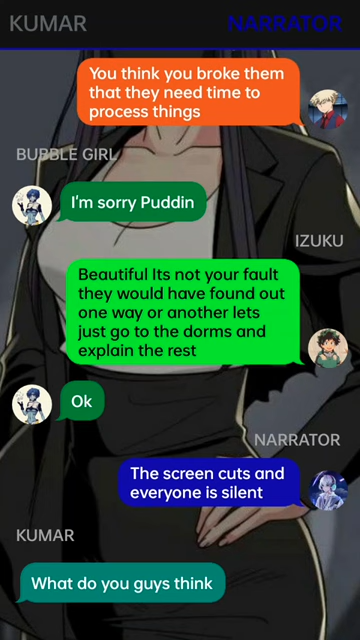 KUMAR
NARRATOR
You think you broke them
that they need time to
process things
BUBBLE GIRL
I'm sorry Puddin
IZUKU
Beautiful Its not your fault
they would have found out
one way or another lets
just go to the dorms and
explain the rest
Ok
NARRATOR
The screen cuts and
everyone is silent
KUMAR
What do you guys think